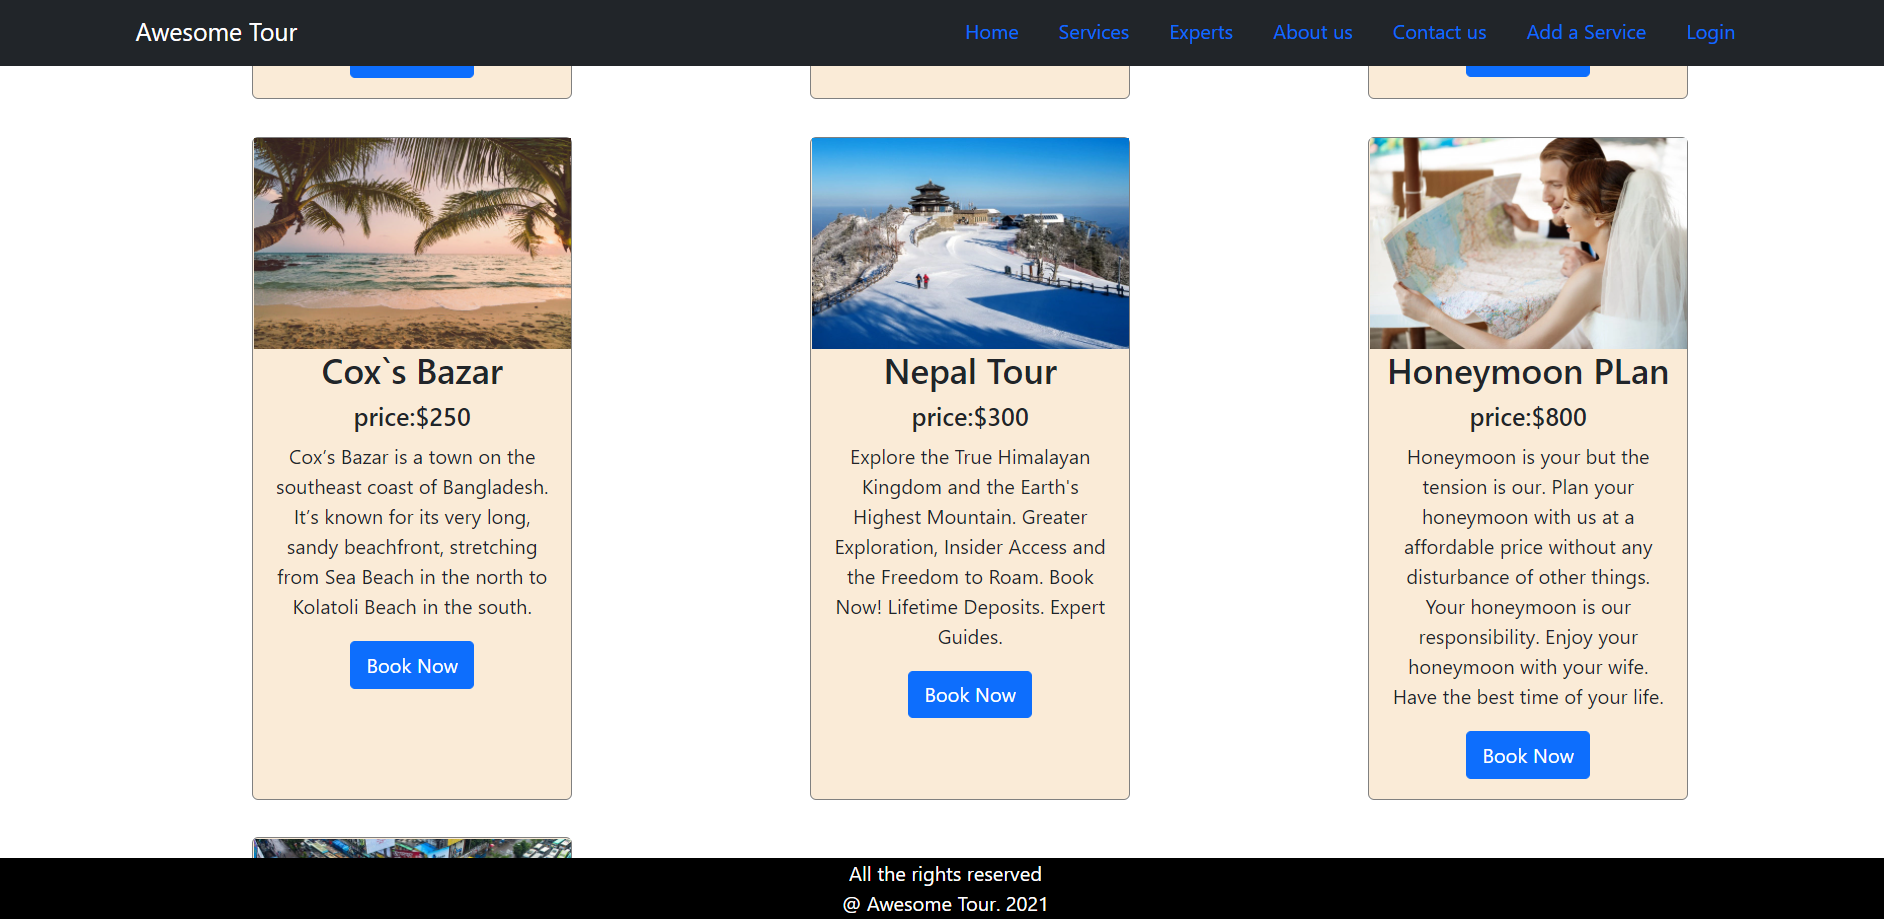 Awesome Tour
Home Services Experts About us Contact us Add a Service Login
Cox`s Bazar
price:$250
Cox’s Bazar is a town on the
southeast coast of Bangladesh.
It’s known for its very long,
sandy beachfront, stretching
from Sea Beach in the north to
Kolatoli Beach in the south.
Book Now
Nepal Tour
price:$300
Explore the True Himalayan
Kingdom and the Earth's
Highest Mountain. Greater
Exploration, Insider Access and
the Freedom to Roam. Book
Now! Lifetime Deposits. Expert
Guides.
Book Now
Honeymoon PLan
price:$800
Honeymoon is your but the
tension is our. Plan your
honeymoon with us at a
affordable price without any
disturbance of other things.
Your honeymoon is our
responsibility. Enjoy your
honeymoon with your wife.
Have the best time of your life.
Book Now
All the rights reserved
@ Awesome Tour. 2021